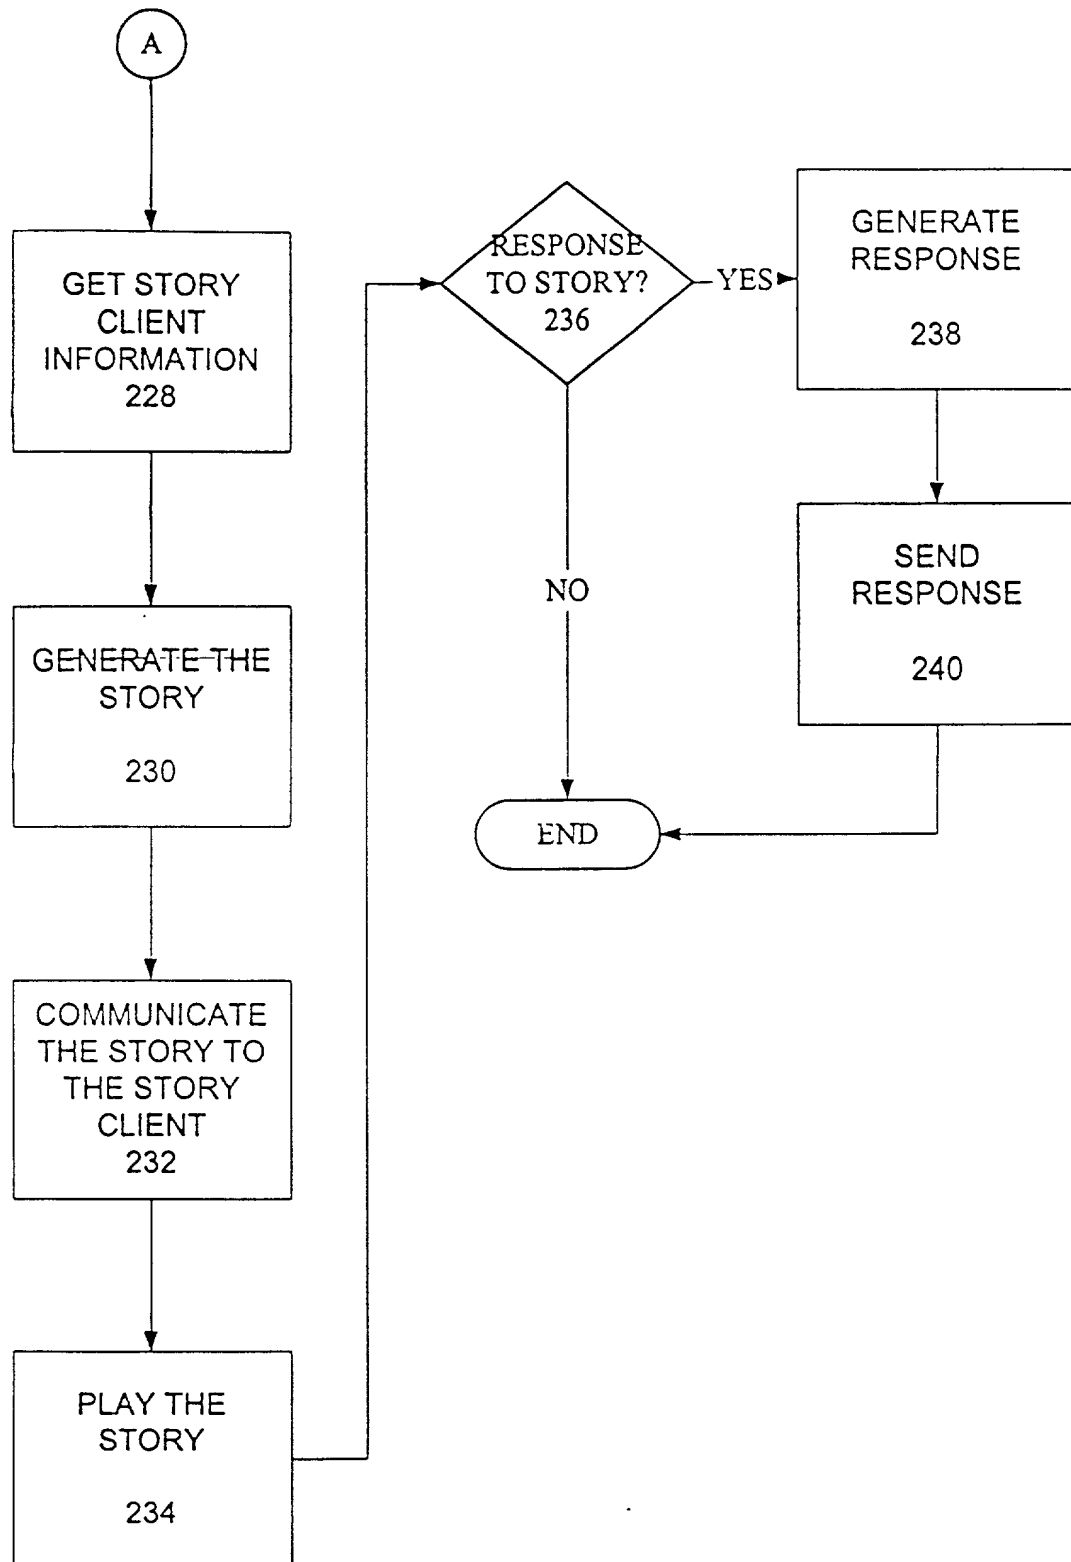 A
GET STORY
CLIENT
INFORMATION
228
GENERATE THE
STORY
230
COMMUNICATE
THE STORY TO
THE STORY
CLIENT
232
PLAY THE
STORY
234
RESPONSE
TO STORY?
236
YES
NO
GENERATE
RESPONSE
238
SEND
RESPONSE
240
END